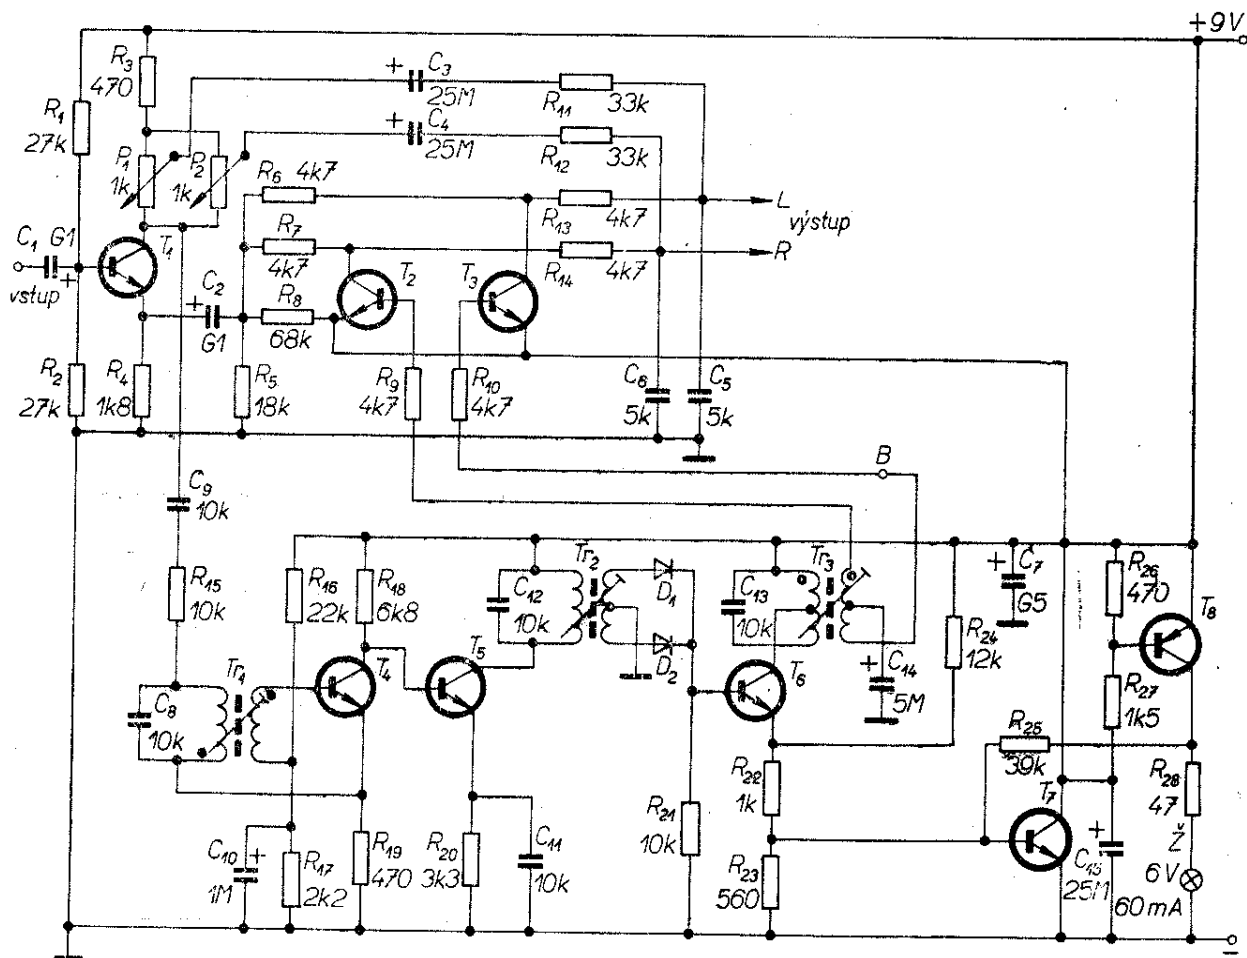 +9V
R3
470
R1
27k
P1
1k
P2
1k
+
C3
25M
R11
33k
+
C4
25M
R12
33k
R6 4k7
R7
4k7
R13
4k7
L
výstup
R14
4k7
R
C1 G1
+
vstup
T1
C2
+
G1
R8
68k
T2
T3
R2
27k
R4
1k8
R5
18k
R9
4k7
R10
4k7
C6
5k
C5
5k
B
C9
10k
R15
10k
R16
22k
R18
6k8
C12
10k
Tr2
D1
D2
C13
10k
Tr3
+
C7
G5
R26
470
T8
R24
12k
C8
10k
Tr1
T4
T5
T6
C14
+
5M
R27
1k5
R25
39k
R22
1k
R28
47
T7
R21
10k
C10
+
1M
R17
2k2
R19
470
R20
3k3
C11
10k
R23
560
+
C15
25M
Ž
6V
60mA
–